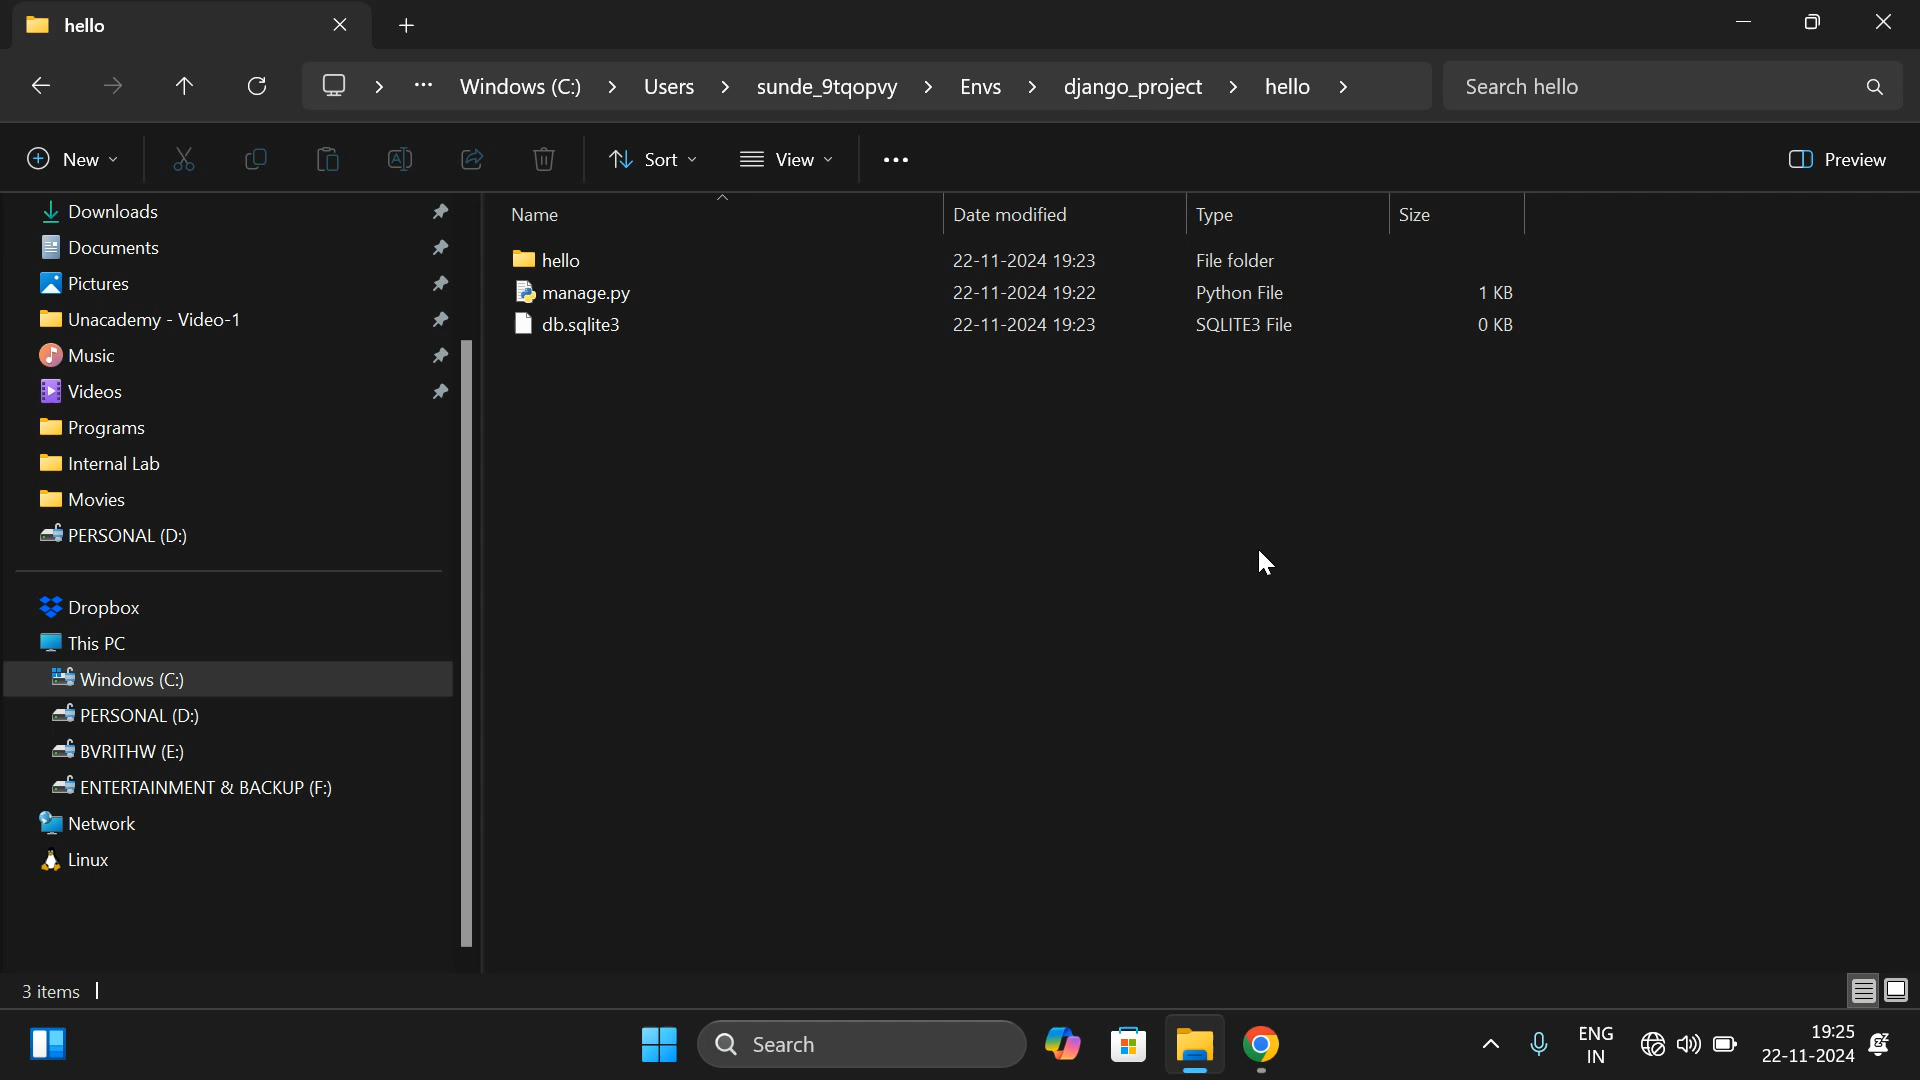 hello
Windows (C:) > Users > sunde_9tqopvy > Envs > django_project > hello >
Search hello
New
Sort
View
Preview
Downloads
Documents
Pictures
Unacademy - Video-1
Music
Videos
Programs
Internal Lab
Movies
PERSONAL (D:)
Dropbox
This PC
Windows (C:)
PERSONAL (D:)
BVRITHW (E:)
ENTERTAINMENT & BACKUP (F:)
Network
Linux
Name Date modified Type Size
hello 22-11-2024 19:23 File folder
manage.py 22-11-2024 19:22 Python File 1 KB
db.sqlite3 22-11-2024 19:23 SQLITE3 File 0 KB
3 items
Search
ENG
IN
19:25
22-11-2024